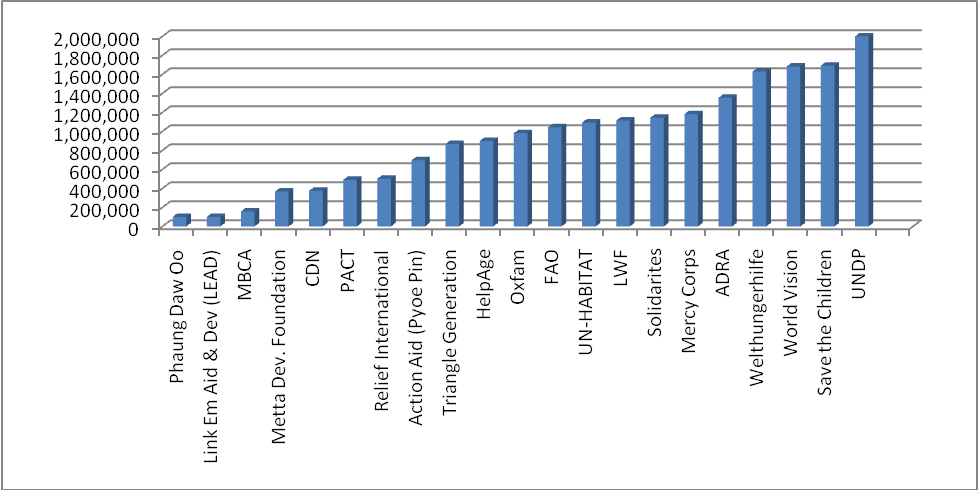 2,000,000
1,800,000
1,600,000
1,400,000
1,200,000
1,000,000
800,000
600,000
400,000
200,000
0
Phaung Daw Oo
Link Em Aid & Dev (LEAD)
MBCA
Metta Dev. Foundation
CDN
PACT
Relief International
Action Aid (Pyoe Pin)
Triangle Generation
HelpAge
Oxfam
FAO
UN-HABITAT
LWF
Solidarites
Mercy Corps
ADRA
Welthungerhilfe
World Vision
Save the Children
UNDP